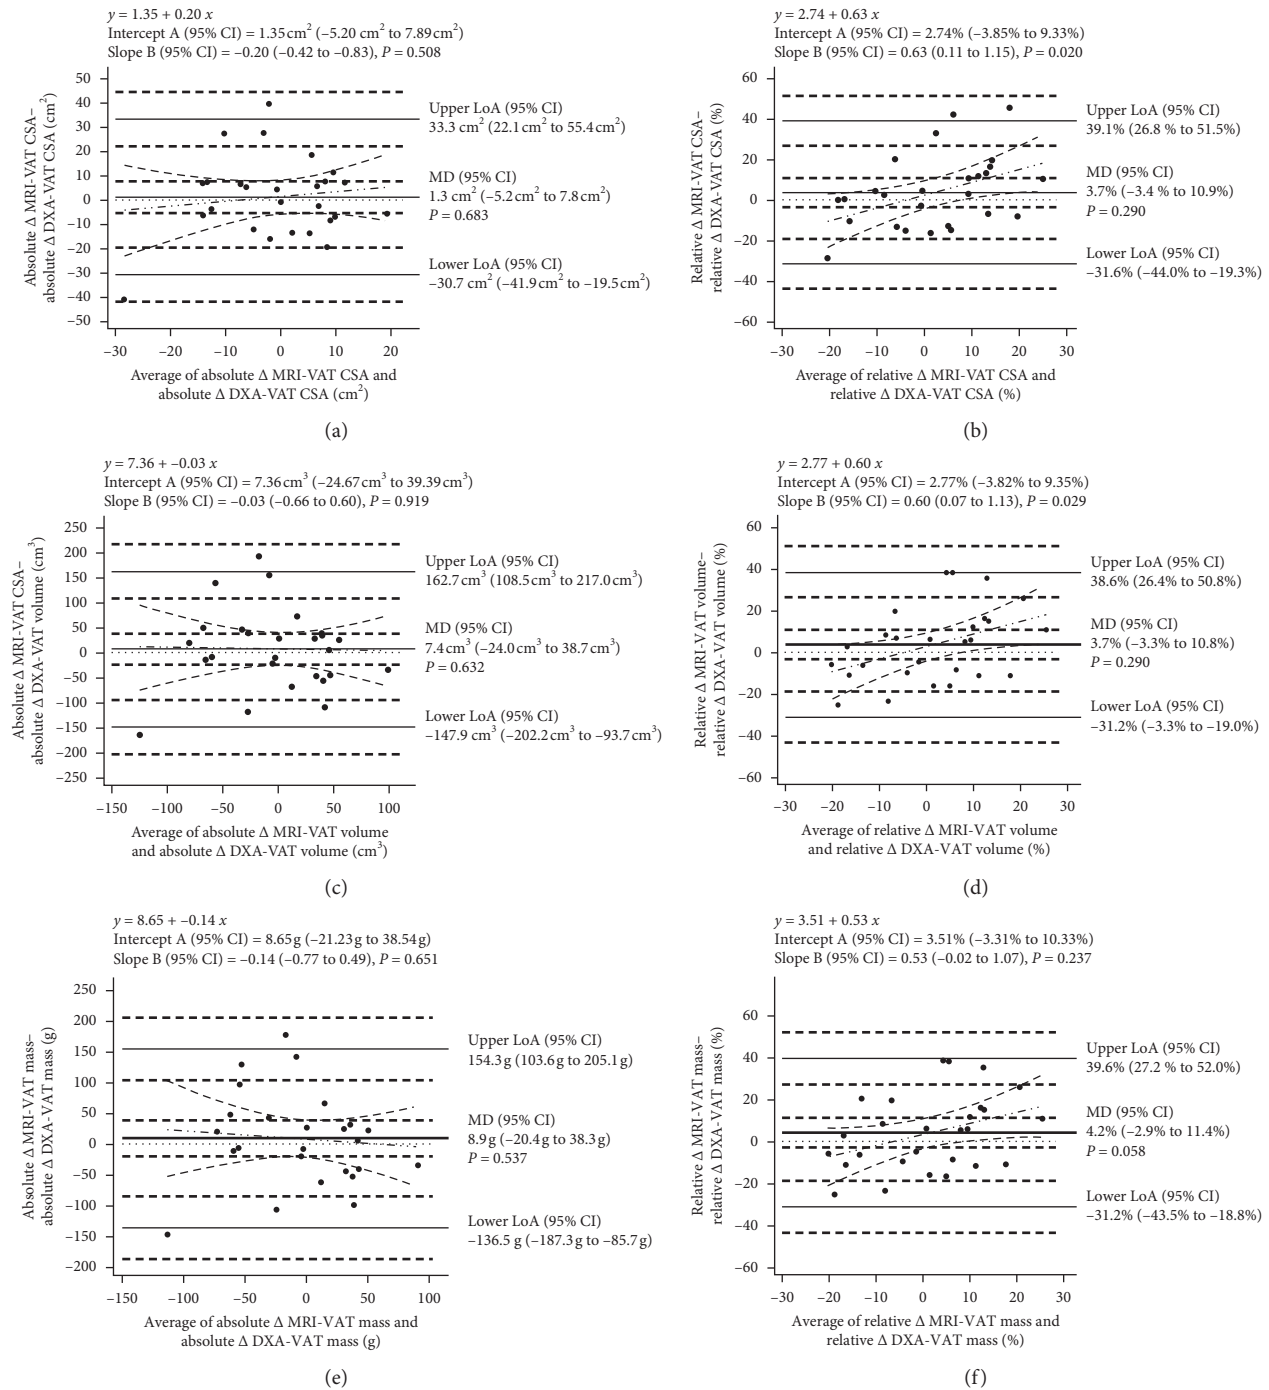 y = 1.35 + 0.20 x
Intercept A (95% CI) = 1.35 cm² (–5.20 cm² to 7.89 cm²)
Slope B (95% CI) = –0.20 (–0.42 to –0.83), P = 0.508
Absolute Δ MRI-VAT CSA–
absolute Δ DXA-VAT CSA (cm²)
50
40
30
20
10
0
–10
–20
–30
–40
–50
Upper LoA (95% CI)
33.3 cm² (22.1 cm² to 55.4 cm²)
MD (95% CI)
1.3 cm² (–5.2 cm² to 7.8 cm²)
P = 0.683
Lower LoA (95% CI)
–30.7 cm² (–41.9 cm² to –19.5 cm²)
–30 –20 –10 0 10 20
Average of absolute Δ MRI-VAT CSA and
absolute Δ DXA-VAT CSA (cm²)
(a)
y = 2.74 + 0.63 x
Intercept A (95% CI) = 2.74% (–3.85% to 9.33%)
Slope B (95% CI) = 0.63 (0.11 to 1.15), P = 0.020
Relative Δ MRI-VAT CSA–
relative Δ DXA-VAT CSA (%)
60
40
20
0
–20
–40
–60
Upper LoA (95% CI)
39.1% (26.8 % to 51.5%)
MD (95% CI)
3.7% (–3.4 % to 10.9%)
P = 0.290
Lower LoA (95% CI)
–31.6% (–44.0% to –19.3%)
–30 –20 –10 0 10 20 30
Average of relative Δ MRI-VAT CSA and
relative Δ DXA-VAT CSA (%)
(b)
y = 7.36 + –0.03 x
Intercept A (95% CI) = 7.36 cm³ (–24.67 cm³ to 39.39 cm³)
Slope B (95% CI) = –0.03 (–0.66 to 0.60), P = 0.919
Absolute Δ MRI-VAT CSA–
absolute Δ DXA-VAT volume (cm³)
250
200
150
100
50
0
–50
–100
–150
–200
–250
Upper LoA (95% CI)
162.7 cm³ (108.5 cm³ to 217.0 cm³)
MD (95% CI)
7.4 cm³ (–24.0 cm³ to 38.7 cm³)
P = 0.632
Lower LoA (95% CI)
–147.9 cm³ (–202.2 cm³ to –93.7 cm³)
–150 –100 –50 0 50 100
Average of absolute Δ MRI-VAT volume
and absolute Δ DXA-VAT volume (cm³)
(c)
y = 2.77 + 0.60 x
Intercept A (95% CI) = 2.77% (–3.82% to 9.35%)
Slope B (95% CI) = 0.60 (0.07 to 1.13), P = 0.029
Relative Δ MRI-VAT volume–
relative Δ DXA-VAT volume (%)
60
40
20
0
–20
–40
–60
Upper LoA (95% CI)
38.6% (26.4% to 50.8%)
MD (95% CI)
3.7% (–3.3% to 10.8%)
P = 0.290
Lower LoA (95% CI)
–31.2% (–3.3% to –19.0%)
–30 –20 –10 0 10 20 30
Average of relative Δ MRI-VAT volume
and relative Δ DXA-VAT volume (%)
(d)
y = 8.65 + –0.14 x
Intercept A (95% CI) = 8.65 g (–21.23 g to 38.54 g)
Slope B (95% CI) = –0.14 (–0.77 to 0.49), P = 0.651
Absolute Δ MRI-VAT mass–
absolute Δ DXA-VAT mass (g)
250
200
150
100
50
0
–50
–100
–150
–200
Upper LoA (95% CI)
154.3 g (103.6 g to 205.1 g)
MD (95% CI)
8.9 g (–20.4 g to 38.3 g)
P = 0.537
Lower LoA (95% CI)
–136.5 g (–187.3 g to –85.7 g)
–150 –100 –50 0 50 100
Average of absolute Δ MRI-VAT mass and
absolute Δ DXA-VAT mass (g)
(e)
y = 3.51 + 0.53 x
Intercept A (95% CI) = 3.51% (–3.31% to 10.33%)
Slope B (95% CI) = 0.53 (–0.02 to 1.07), P = 0.237
Relative Δ MRI-VAT mass–
relative Δ DXA-VAT mass (%)
60
40
20
0
–20
–40
–60
Upper LoA (95% CI)
39.6% (27.2 % to 52.0%)
MD (95% CI)
4.2% (–2.9% to 11.4%)
P = 0.058
Lower LoA (95% CI)
–31.2% (–43.5% to –18.8%)
–30 –20 –10 0 10 20 30
Average of relative Δ MRI-VAT mass and
relative Δ DXA-VAT mass (%)
(f)